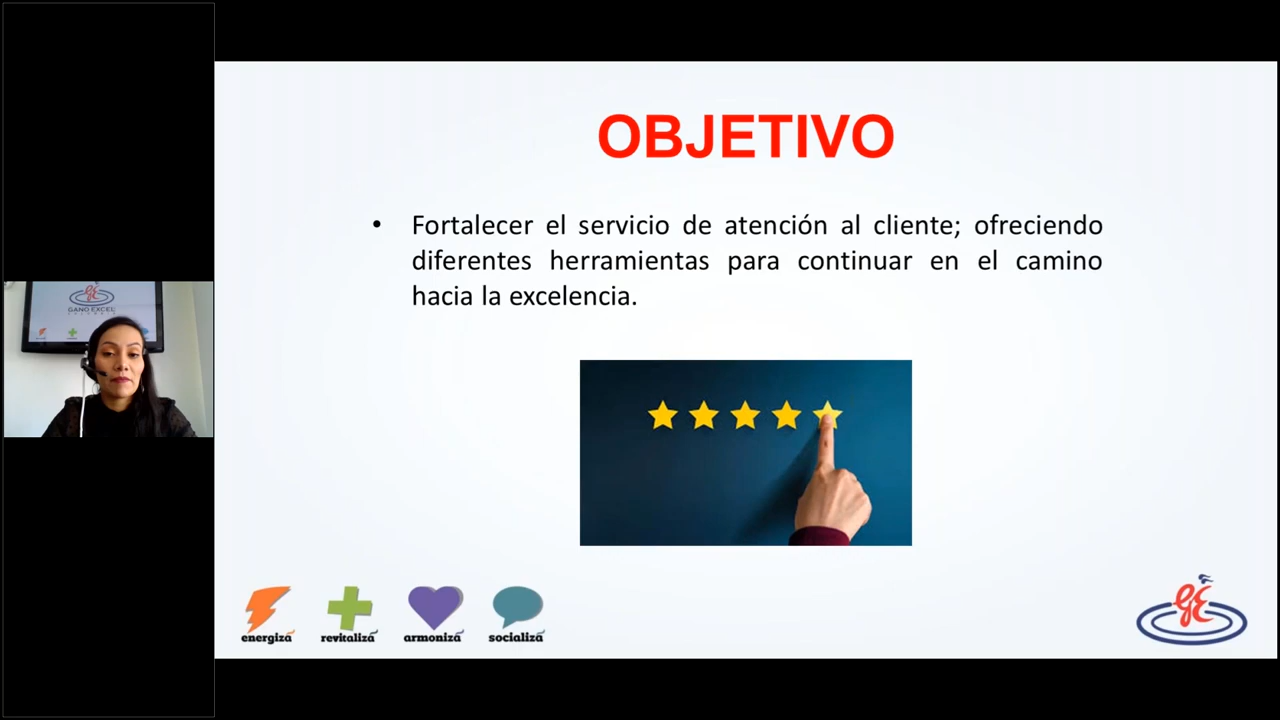 OBJETIVO
• Fortalecer el servicio de atención al cliente; ofreciendo
diferentes herramientas para continuar en el camino
hacia la excelencia.
GANO EXCEL
energizá
revitalizá
armonizá
socializá
GE